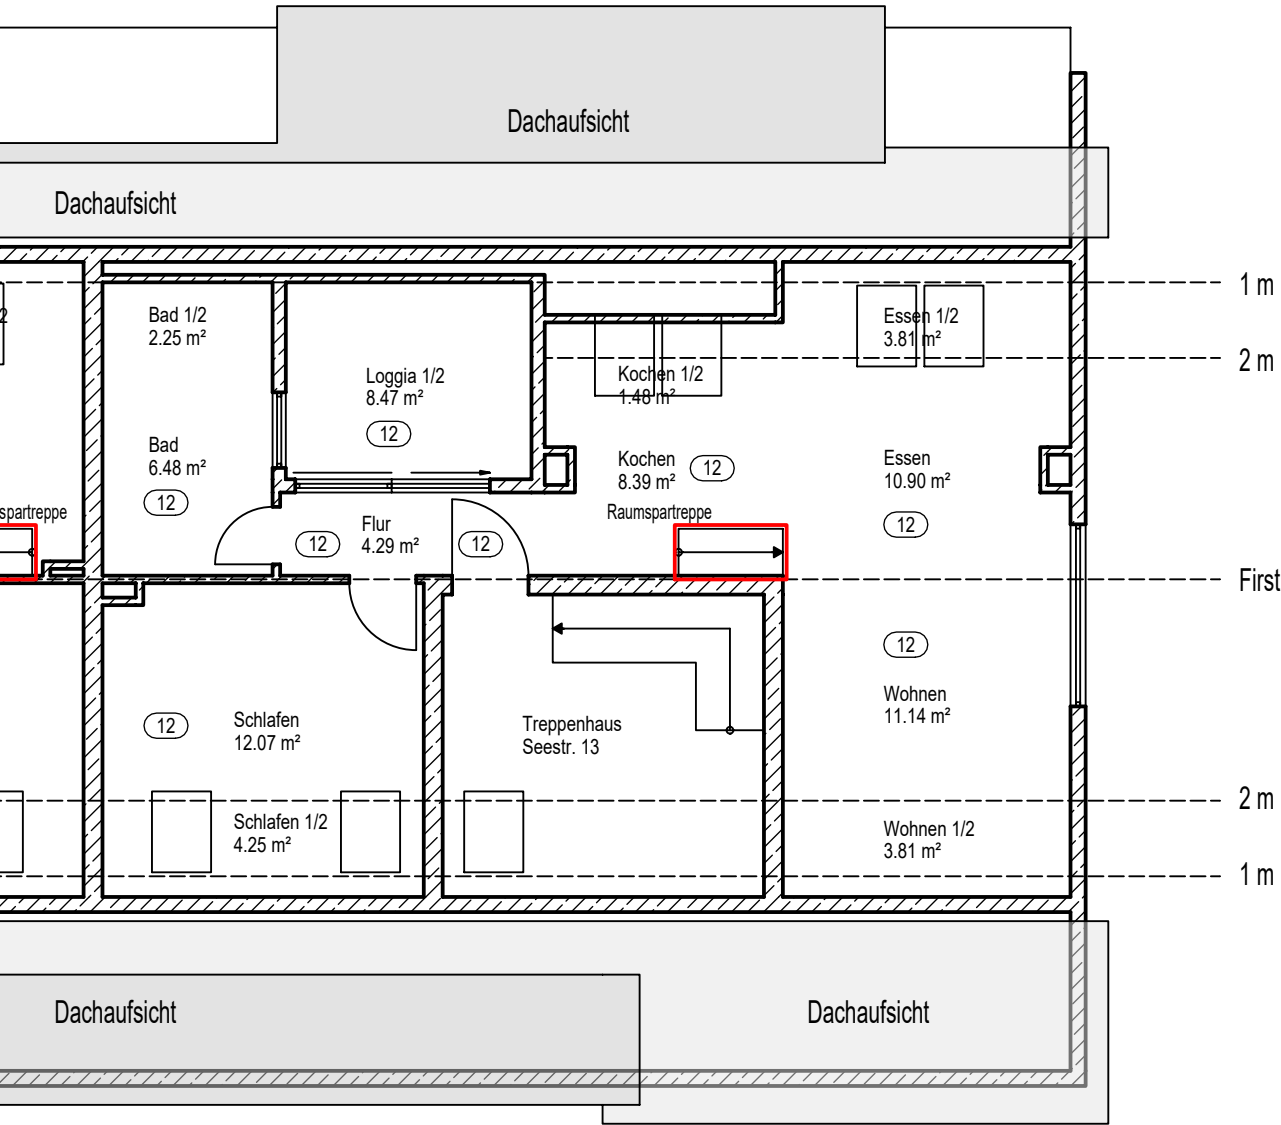 Dachaufsicht
Dachaufsicht
1 m
2 m
Bad 1/2
2.25 m²
Loggia 1/2
8.47 m²
12
Kochen 1/2
1.48 m²
Essen 1/2
3.81 m²
2
Bad
6.48 m²
12
Kochen
8.39 m²
12
Essen
10.90 m²
12
spartreppe
Flur
4.29 m²
12
12
Raumspartreppe
First
12
Wohnen
11.14 m²
12
Schlafen
12.07 m²
Treppenhaus
Seestr. 13
2 m
Schlafen 1/2
4.25 m²
Wohnen 1/2
3.81 m²
1 m
Dachaufsicht
Dachaufsicht